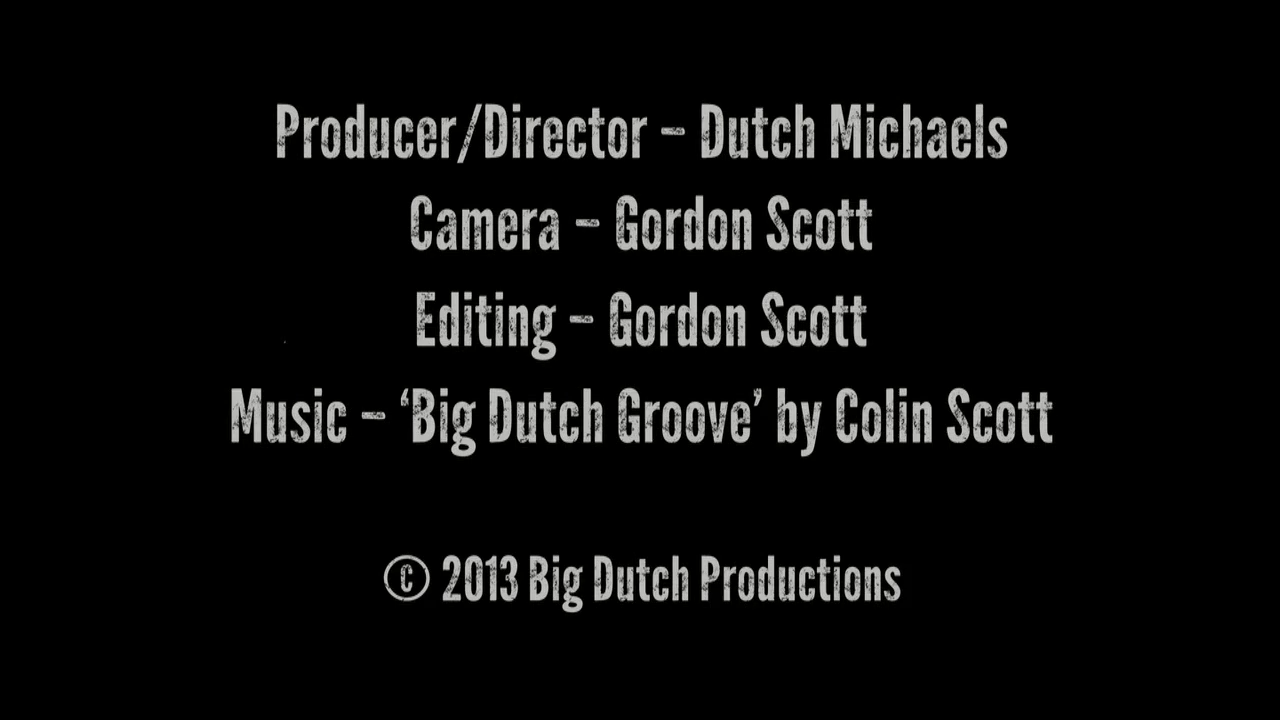 Producer/Director – Dutch Michaels
Camera – Gordon Scott
Editing – Gordon Scott
Music – ‘Big Dutch Groove’ by Colin Scott
© 2013 Big Dutch Productions